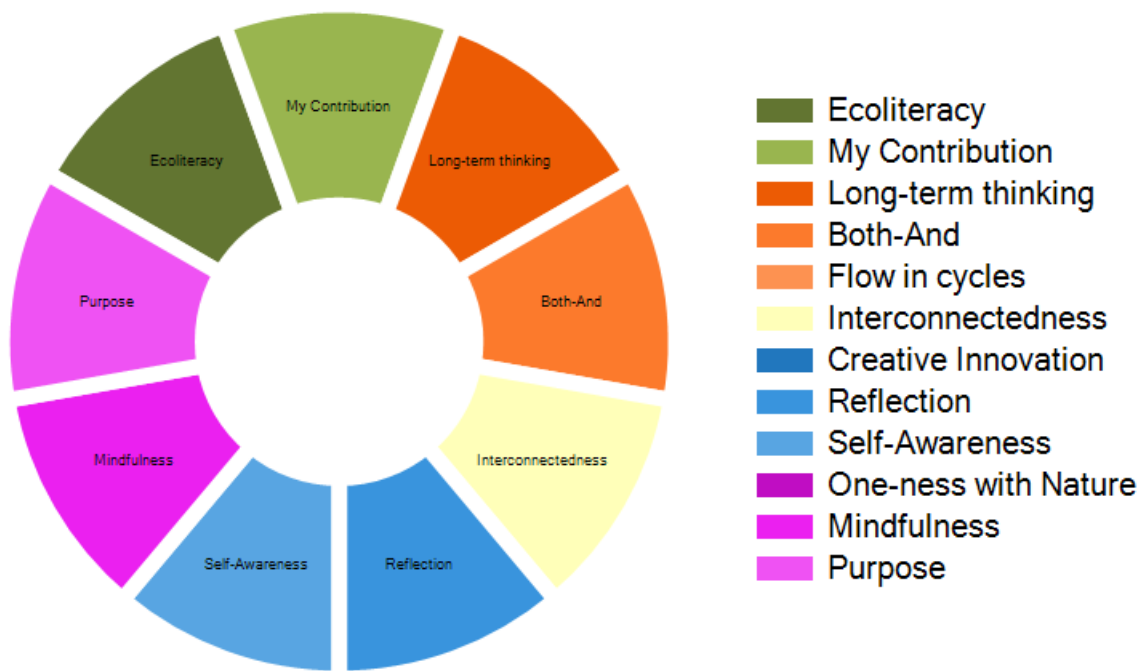 My Contribution
Ecoliteracy
Long-term thinking
Purpose
Both-And
Mindfulness
Interconnectedness
Self-Awareness
Reflection
Ecoliteracy
My Contribution
Long-term thinking
Both-And
Flow in cycles
Interconnectedness
Creative Innovation
Reflection
Self-Awareness
One-ness with Nature
Mindfulness
Purpose